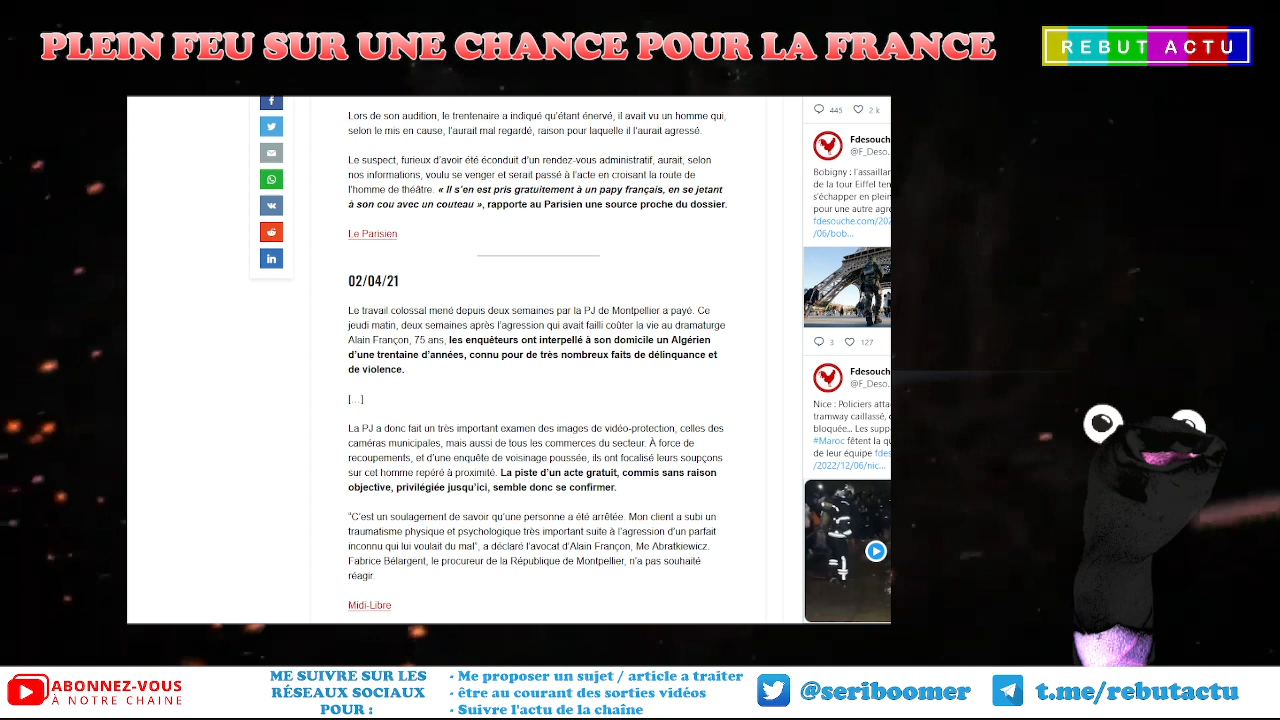 PLEIN FEU SUR UNE CHANCE POUR LA FRANCE
REBUT ACTU
Lors de son audition, le trentenaire a indiqué qu'étant énervé, il avait vu un homme qui,
selon le mis en cause, l'aurait mal regardé, raison pour laquelle il l'aurait agressé.
Le suspect, furieux d'avoir été éconduit d'un rendez-vous administratif, aurait, selon
nos informations, voulu se venger et serait passé à l'acte en croisant la route de
l'homme de théâtre. « Il s'en est pris gratuitement à un papy français, en se jetant
à son cou avec un couteau », rapporte au Parisien une source proche du dossier.
Le Parisien
02/04/21
Le travail colossal mené depuis deux semaines par la PJ de Montpellier a payé. Ce
jeudi matin, deux semaines après l'agression qui avait failli coûter la vie au dramaturge
Alain Françon, 75 ans, les enquêteurs ont interpellé à son domicile un Algérien
d'une trentaine d'années, connu pour de très nombreux faits de délinquance et
de violence.
[…]
La PJ a donc fait un très important examen des images de vidéo-protection, celles des
caméras municipales, mais aussi de tous les commerces du secteur. À force de
recoupements, et d'une enquête de voisinage poussée, ils ont focalisé leurs soupçons
sur cet homme repéré à proximité. La piste d'un acte gratuit, commis sans raison
objective, privilégiée jusqu'ici, semble donc se confirmer.
"C'est un soulagement de savoir qu'une personne a été arrêtée. Mon client a subi un
traumatisme physique et psychologique très important suite à l'agression d'un parfait
inconnu qui lui voulait du mal", a déclaré l'avocat d'Alain Françon, Me Abratkiewicz.
Fabrice Bélargent, le procureur de la République de Montpellier, n'a pas souhaité
réagir.
Midi-Libre
445 2 k
Fdesouch
@F_Deso..
Bobigny : l'assaillan
de la tour Eiffel ten
s'échapper en plein
pour une autre agre
fdesouche.com/202
/06/bob...
3 127
Fdesouch
@F_Deso..
Nice : Policiers atta
tramway caillassé, c
bloquée... Les supp
#Maroc fêtent la qu
de leur équipe fdes
/2022/12/06/nic...
ABONNEZ-VOUS
À NOTRE CHAINE
ME SUIVRE SUR LES
RÉSEAUX SOCIAUX
POUR :
- Me proposer un sujet / article a traiter
- être au courant des sorties vidéos
- Suivre l'actu de la chaîne
@seriboomer
t.me/rebutactu